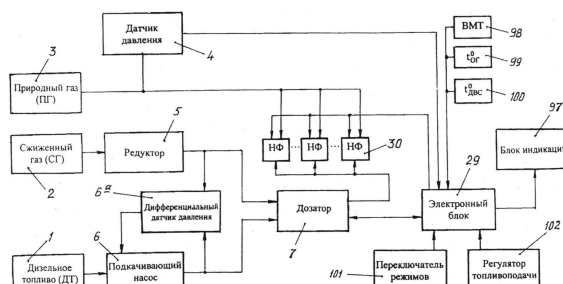 Датчик
давления
4
ВМТ
98
t°ог
99
t°двс
100
3
Природный газ
(ПГ)
5
Сжиженный
газ (СГ)
2
Редуктор
НФ
НФ
НФ
30
97
Блок индикации
6а
Дифференциальный
датчик давления
Дозатор
7
29
Электронный
блок
1
Дизельное
топливо (ДТ)
6
Подкачивающий
насос
101
Переключатель
режимов
Регулятор
топливоподачи
102